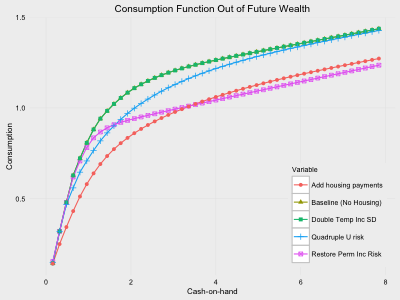 Consumption Function Out of Future Wealth
1.5
1.0
0.5
Consumption
0
2
4
6
8
Cash-on-hand
Variable
Add housing payments
Baseline (No Housing)
Double Temp Inc SD
Quadruple U risk
Restore Perm Inc Risk